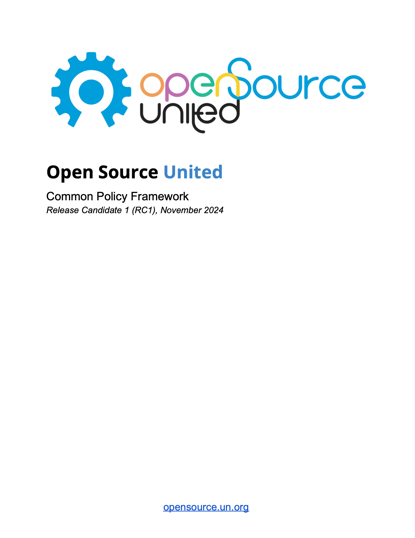 openSource
united
Open Source United
Common Policy Framework
Release Candidate 1 (RC1), November 2024
opensource.un.org